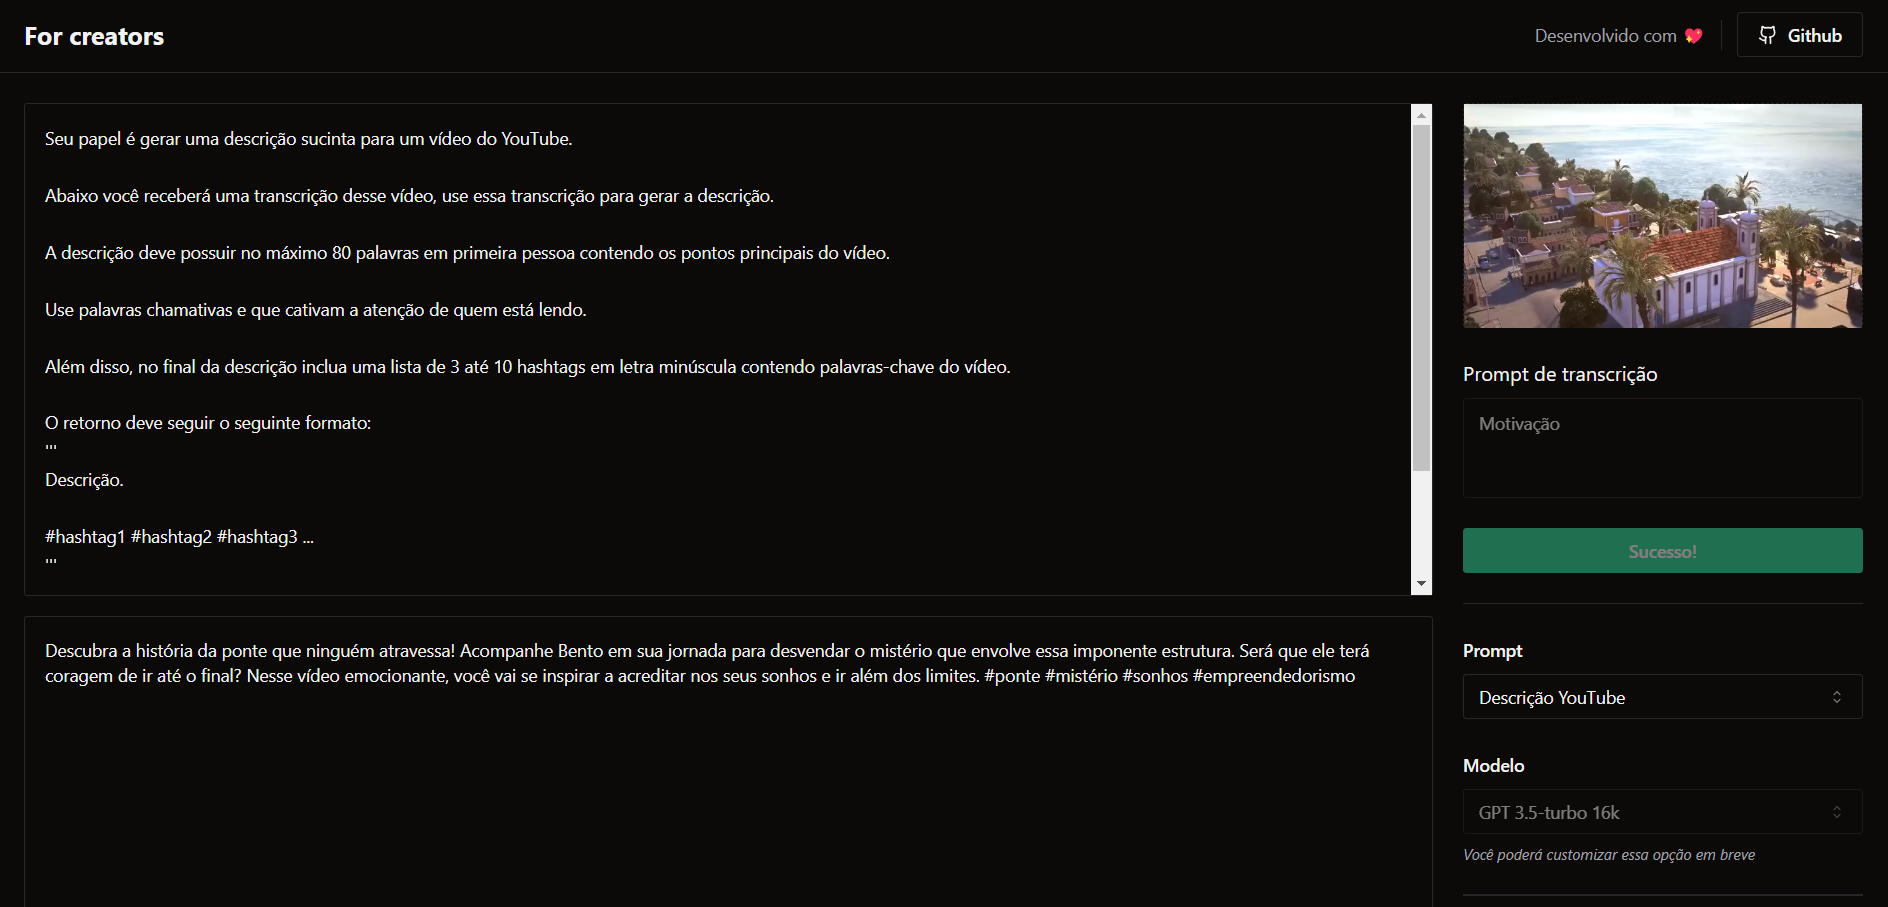 For creators
Desenvolvido com 💖
Github
Seu papel é gerar uma descrição sucinta para um vídeo do YouTube.
Abaixo você receberá uma transcrição desse vídeo, use essa transcrição para gerar a descrição.
A descrição deve possuir no máximo 80 palavras em primeira pessoa contendo os pontos principais do vídeo.
Use palavras chamativas e que cativam a atenção de quem está lendo.
Além disso, no final da descrição inclua uma lista de 3 até 10 hashtags em letra minúscula contendo palavras-chave do vídeo.
O retorno deve seguir o seguinte formato:
'''
Descrição.
#hashtag1 #hashtag2 #hashtag3 ...
'''
Descubra a história da ponte que ninguém atravessa! Acompanhe Bento em sua jornada para desvendar o mistério que envolve essa imponente estrutura. Será que ele terá
coragem de ir até o final? Nesse vídeo emocionante, você vai se inspirar a acreditar nos seus sonhos e ir além dos limites. #ponte #mistério #sonhos #empreendedorismo
Prompt de transcrição
Motivação
Sucesso!
Prompt
Descrição YouTube
Modelo
GPT 3.5-turbo 16k
Você poderá customizar essa opção em breve